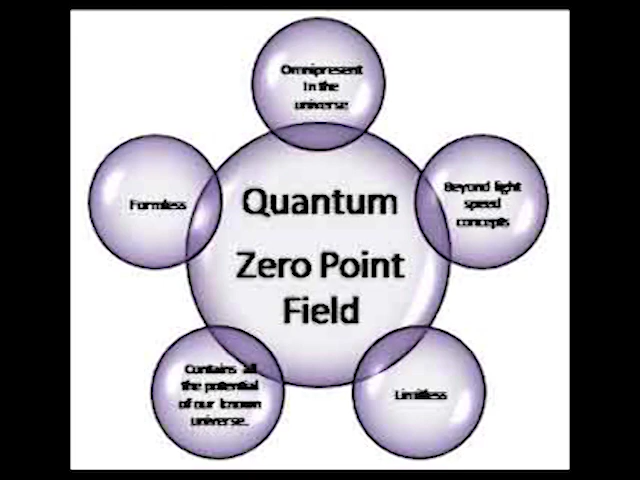 Omnipresent
in the
universe
Formless
Quantum
Zero Point
Field
Beyond light
speed
concepts
Contains all
the potential
of our known
universe.
Limitless